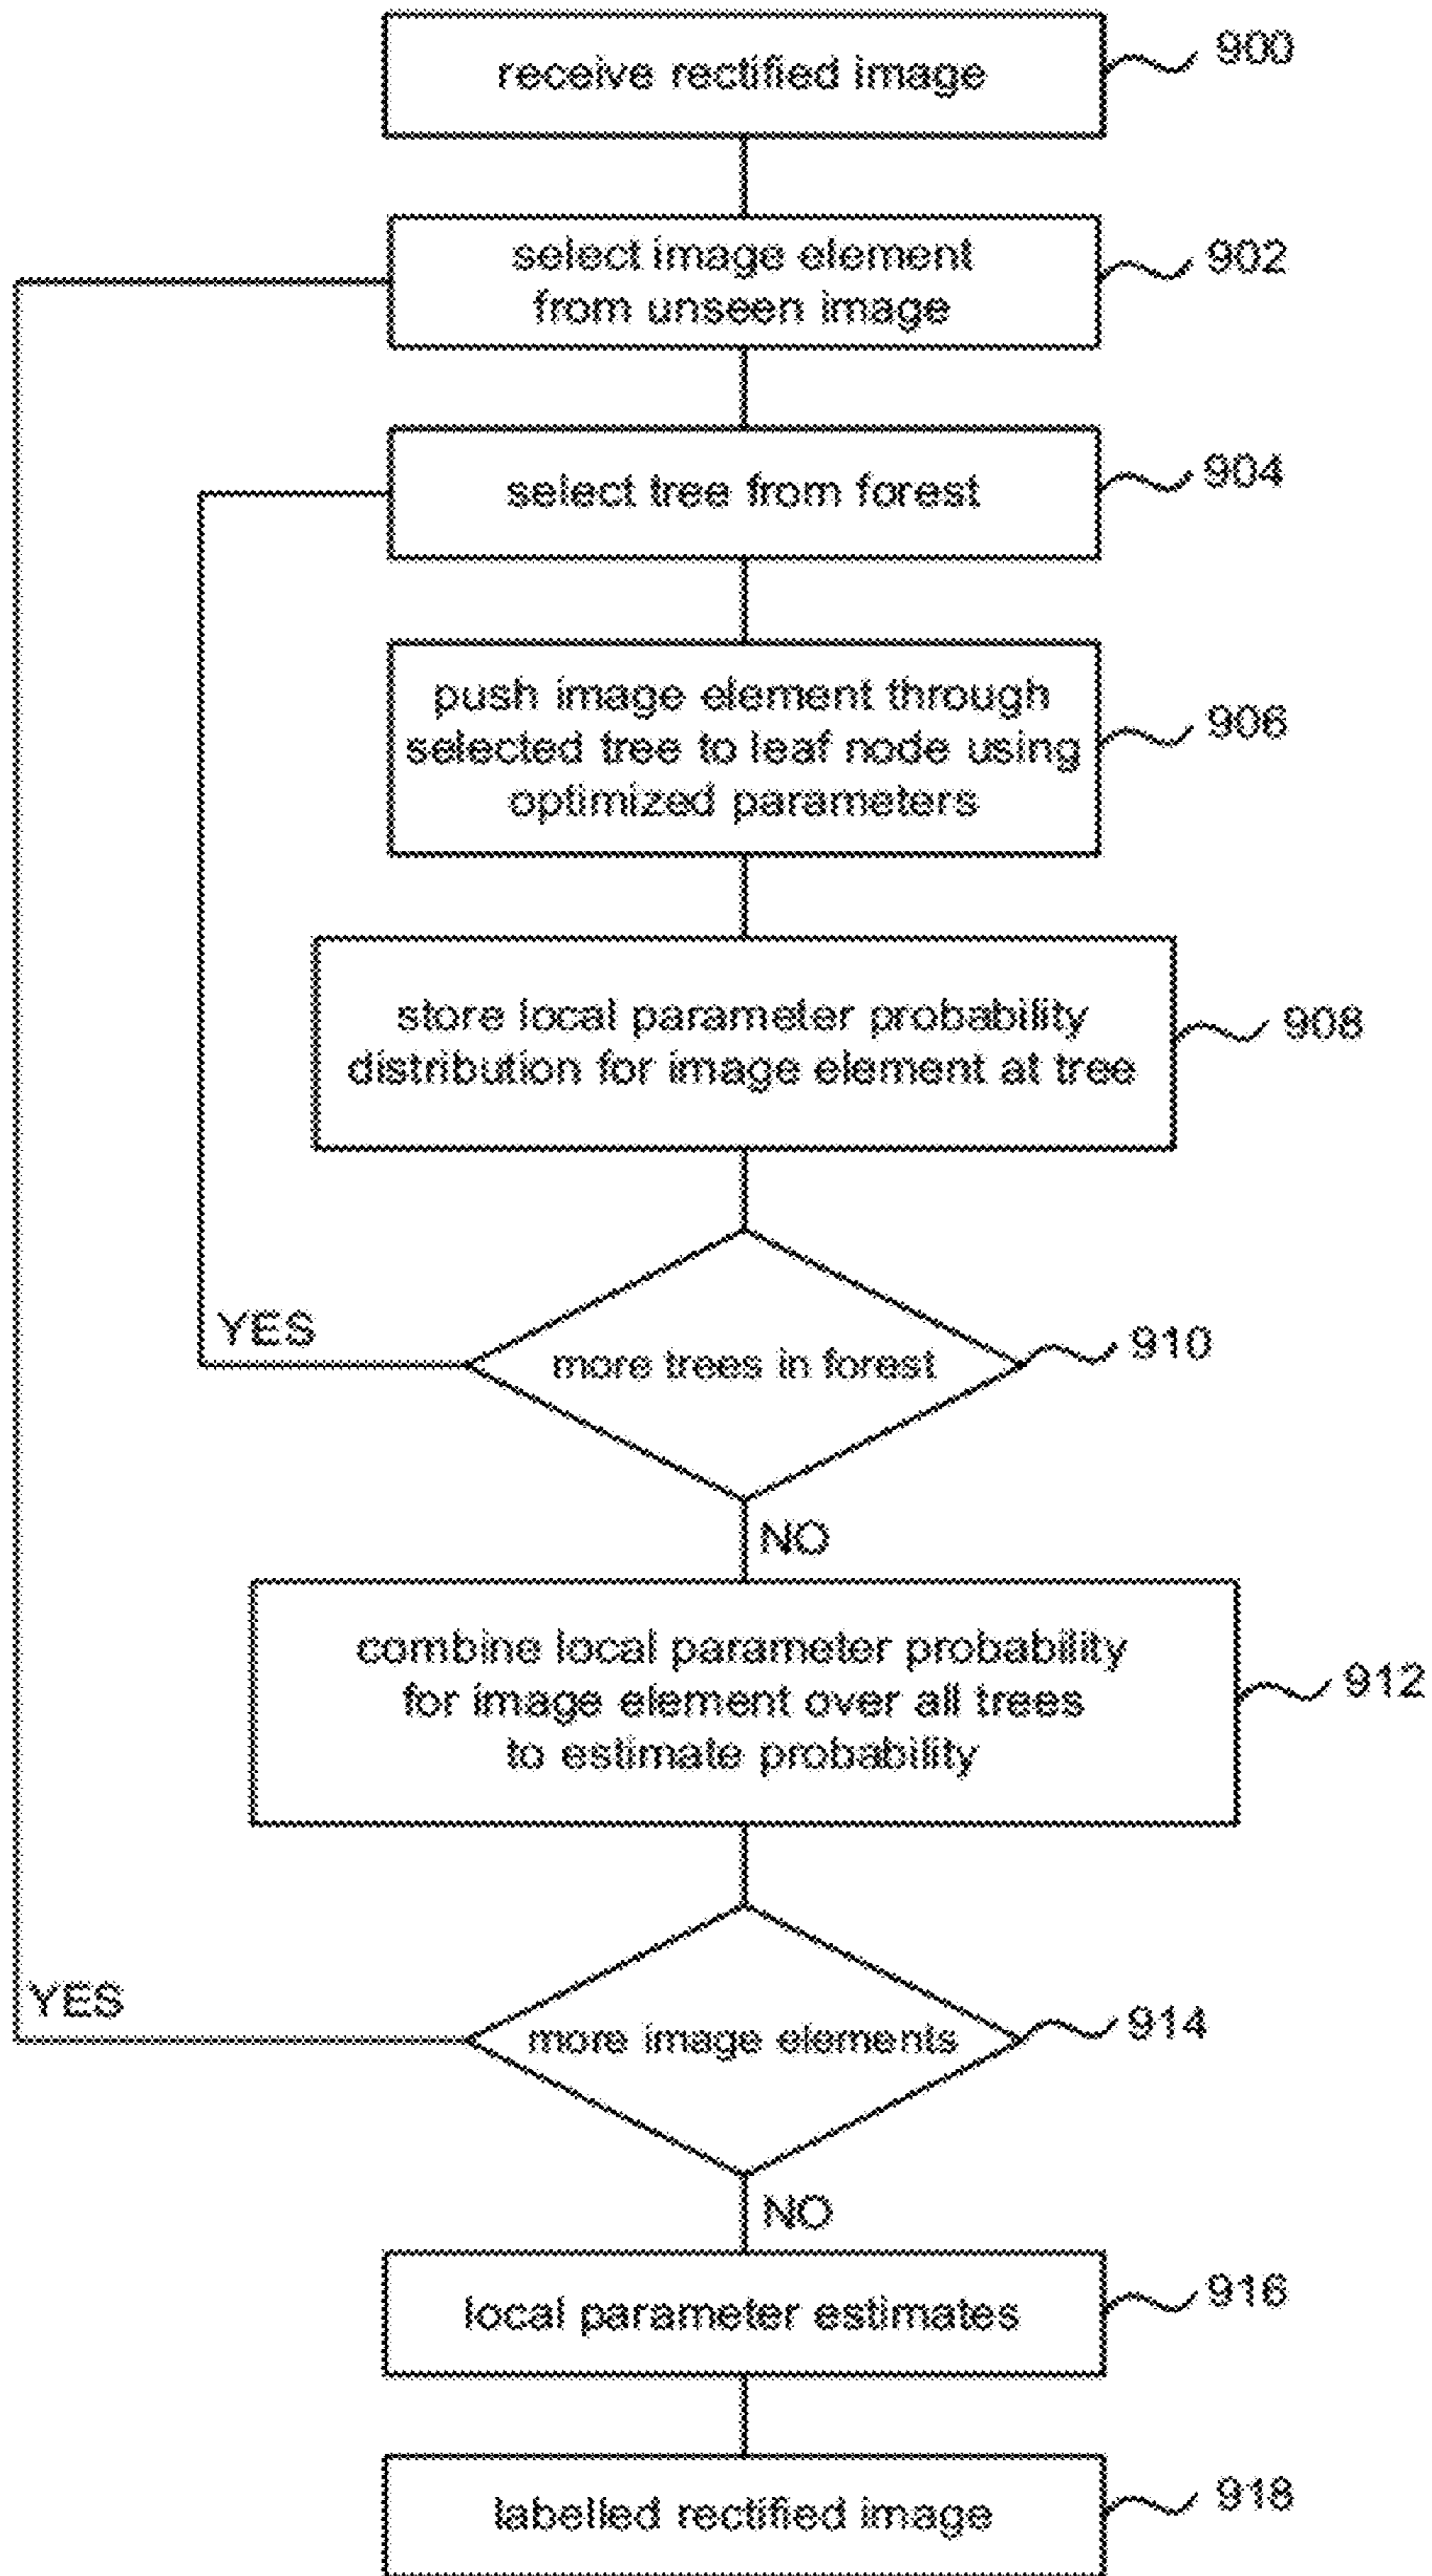 receive rectified image
900
select image element
from unseen image
902
select tree from forest
904
push image element through
selected tree to leaf node using
optimized parameters
906
store local parameter probability
distribution for image element at tree
908
YES
more trees in forest
910
NO
combine local parameter probability
for image element over all trees
to estimate probability
912
YES
more image elements
914
NO
local parameter estimates
916
labelled rectified image
918